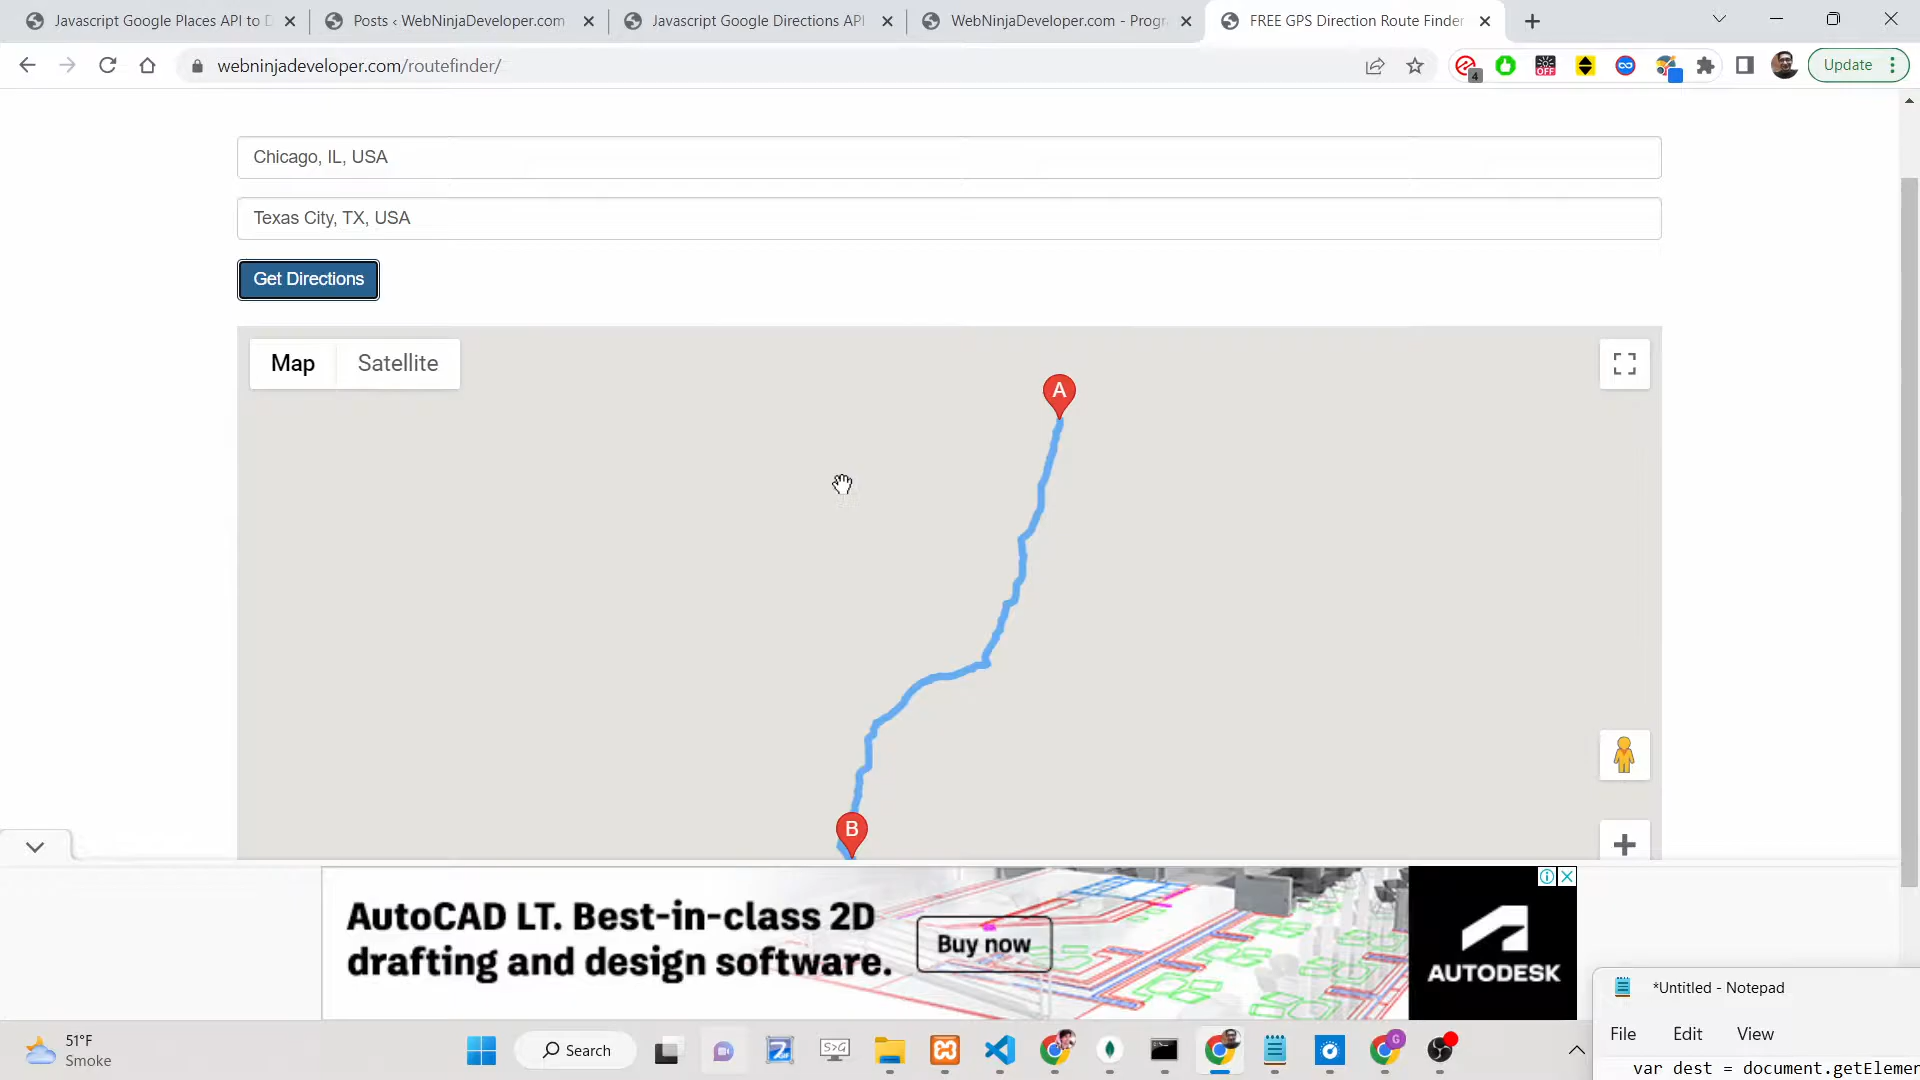 Javascript Google Places API to D
Posts ‹ WebNinjaDeveloper.com
Javascript Google Directions API
WebNinjaDeveloper.com - Progr
FREE GPS Direction Route Finder
webninjadeveloper.com/routefinder/
4
OFF
Update
Chicago, IL, USA
Texas City, TX, USA
Get Directions
Map
Satellite
A
B
AutoCAD LT. Best-in-class 2D
drafting and design software.
Buy now
AUTODESK
*Untitled - Notepad
File
Edit
View
var dest = document.getElemen
51°F
Smoke
Search
S>G
G